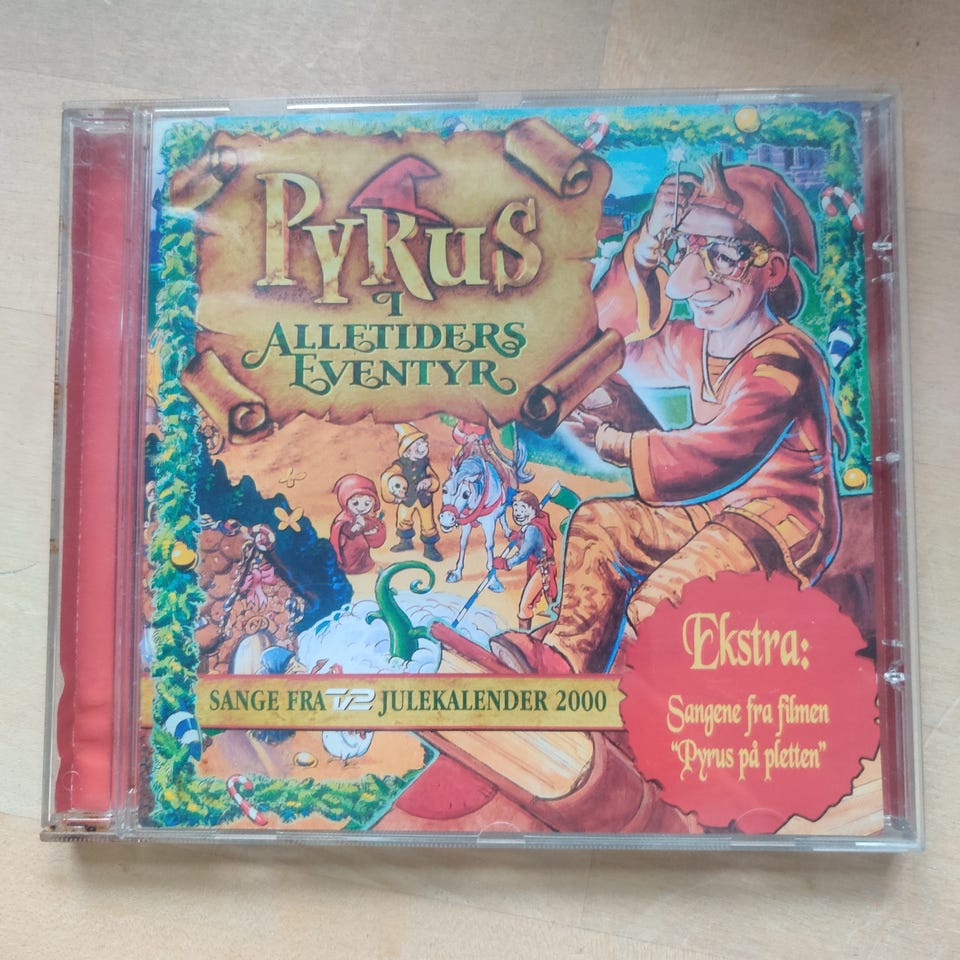 PYRUS
I
ALLETIDERS
EVENTYR
SANGE FRA TV2 JULEKALENDER 2000
Ekstra:
Sangene fra filmen
"Pyrus på pletten"